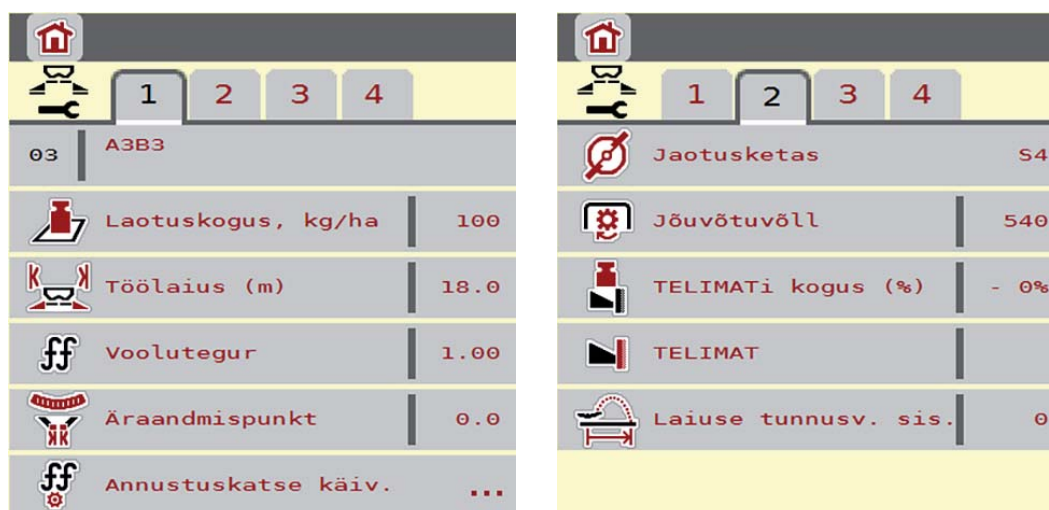 1 2 3 4
03 A3B3
Laotuskogus, kg/ha 100
Töölaius (m) 18.0
Voolutegur 1.00
Äraandmispunkt 0.0
Annustuskatse käiv. ...
1 2 3 4
Jaotusketas S4
Jõuvõtuvõll 540
TELIMATi kogus (%) - 0%
TELIMAT
Laiuse tunnusv. sis. 0